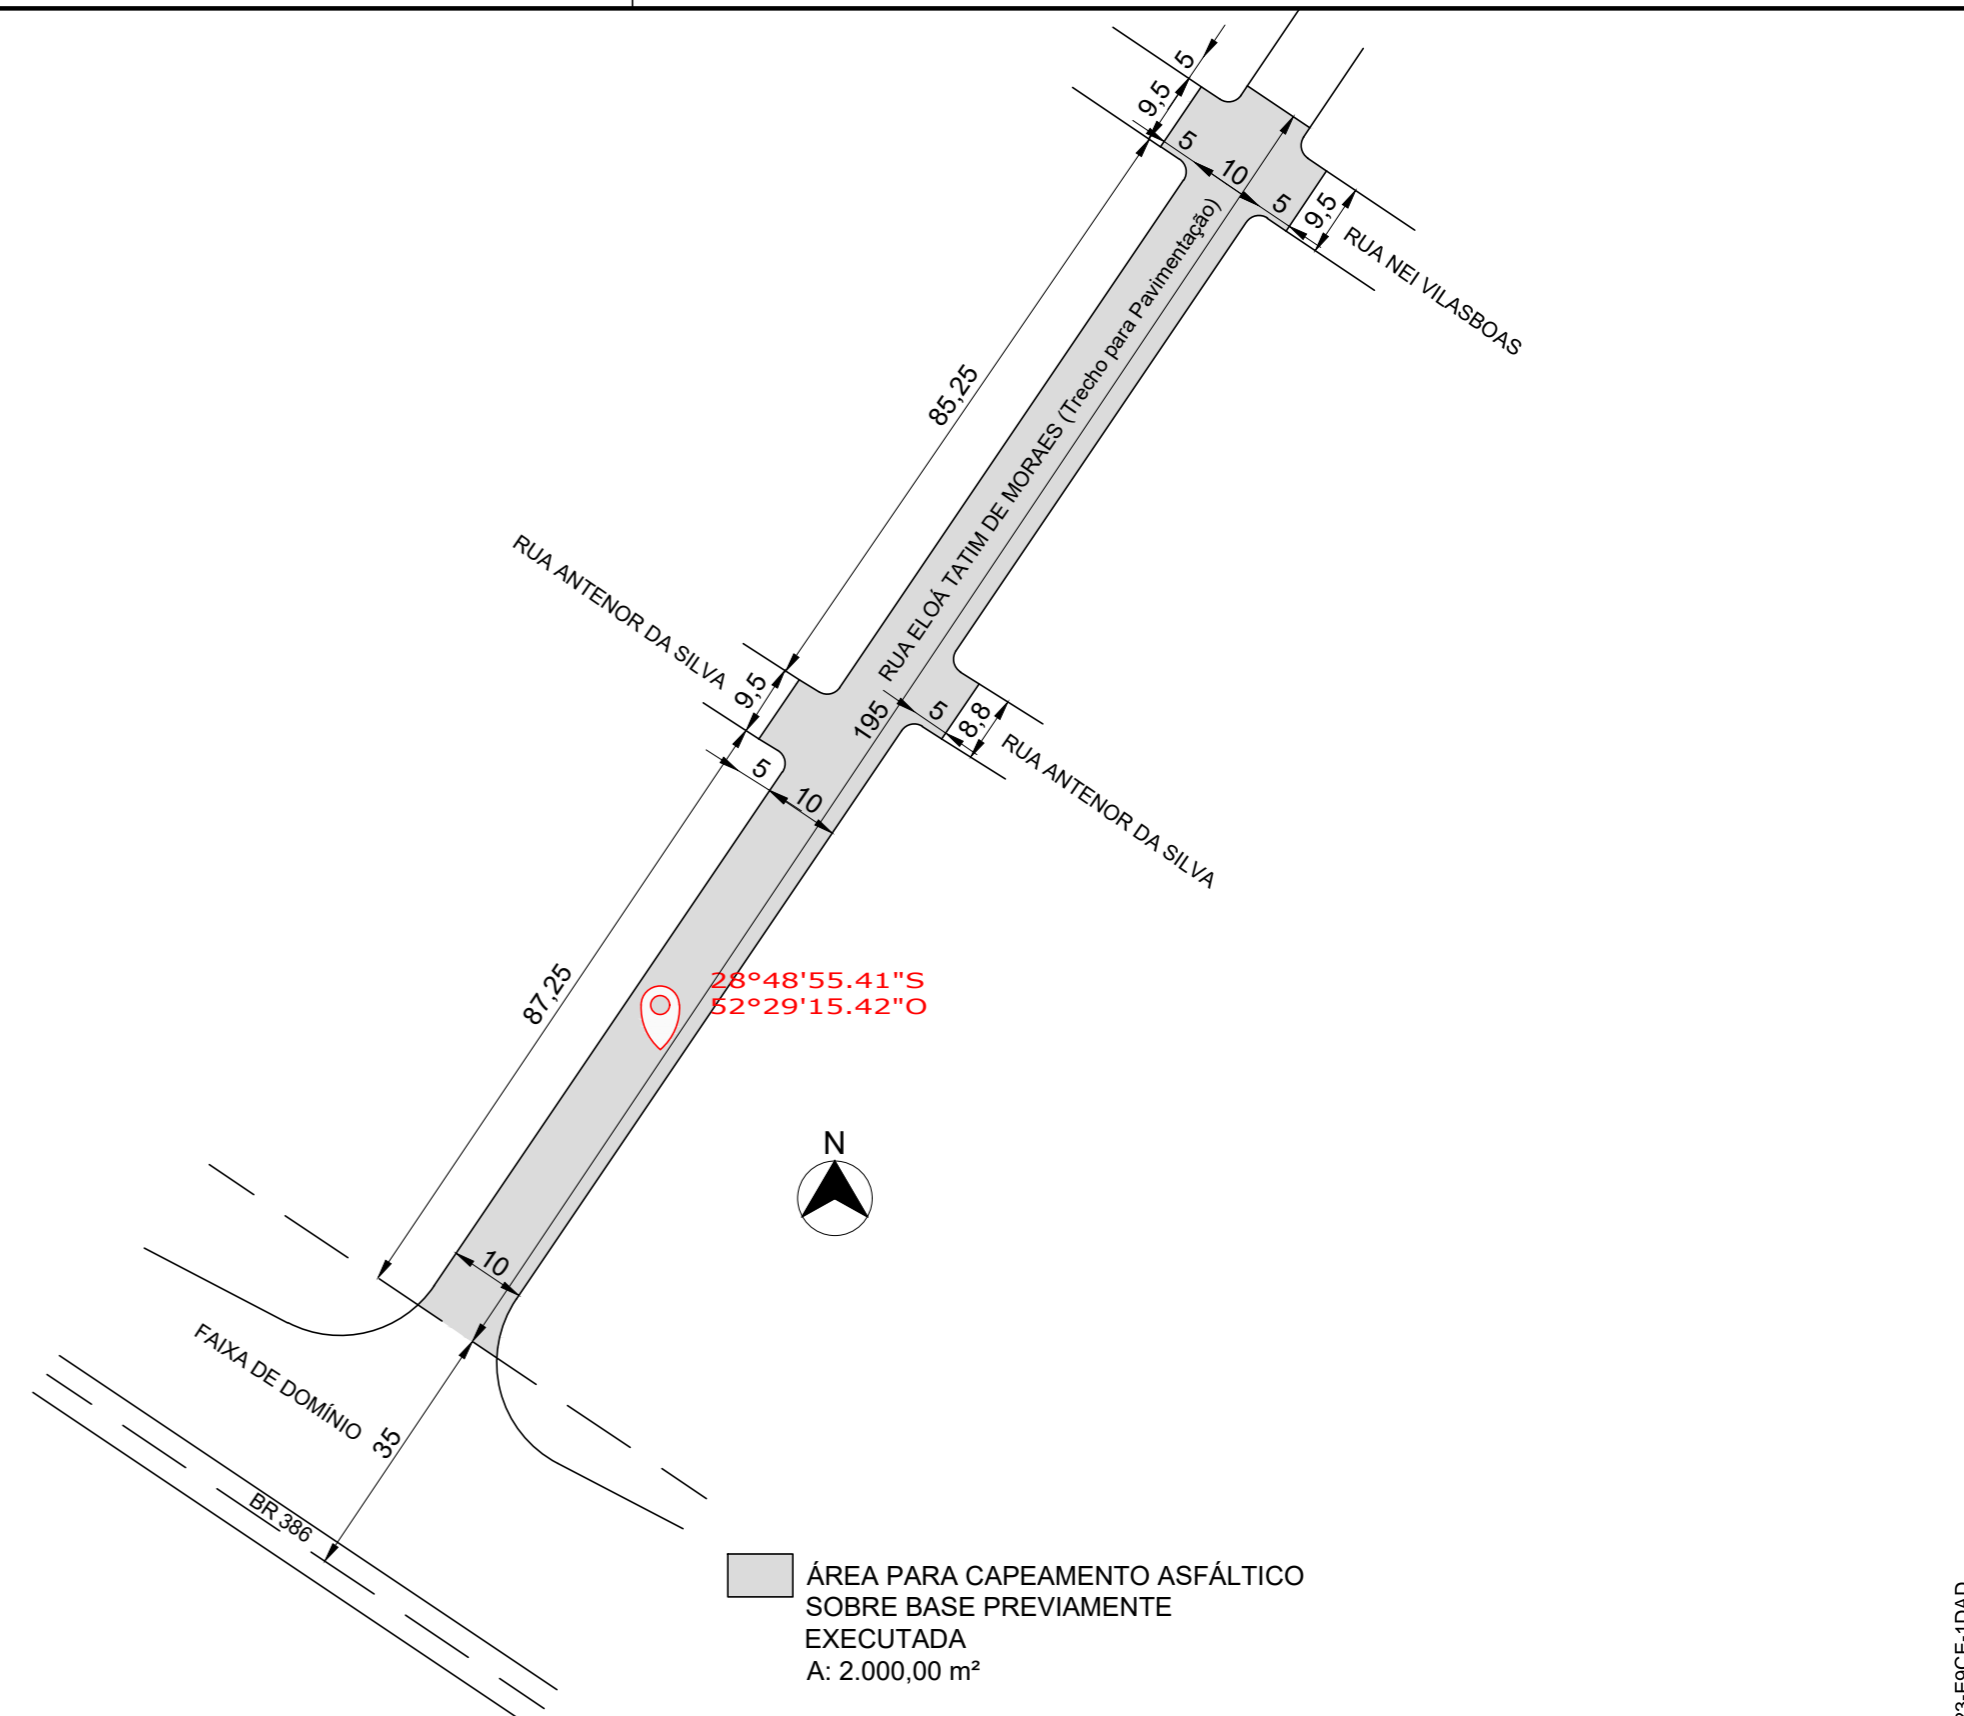 5
9,5
5
10
5
9,5
RUA NEI VILASBOAS
85,25
RUA ELOÁ TATIM DE MORAES (Trecho para Pavimentação)
RUA ANTENOR DA SILVA
9,5
195
5
8,8
RUA ANTENOR DA SILVA
5
10
87,25
28°48'55.41"S
52°29'15.42"O
N
10
FAIXA DE DOMÍNIO
35
BR 386
ÁREA PARA CAPEAMENTO ASFÁLTICO
SOBRE BASE PREVIAMENTE
EXECUTADA
A: 2.000,00 m²